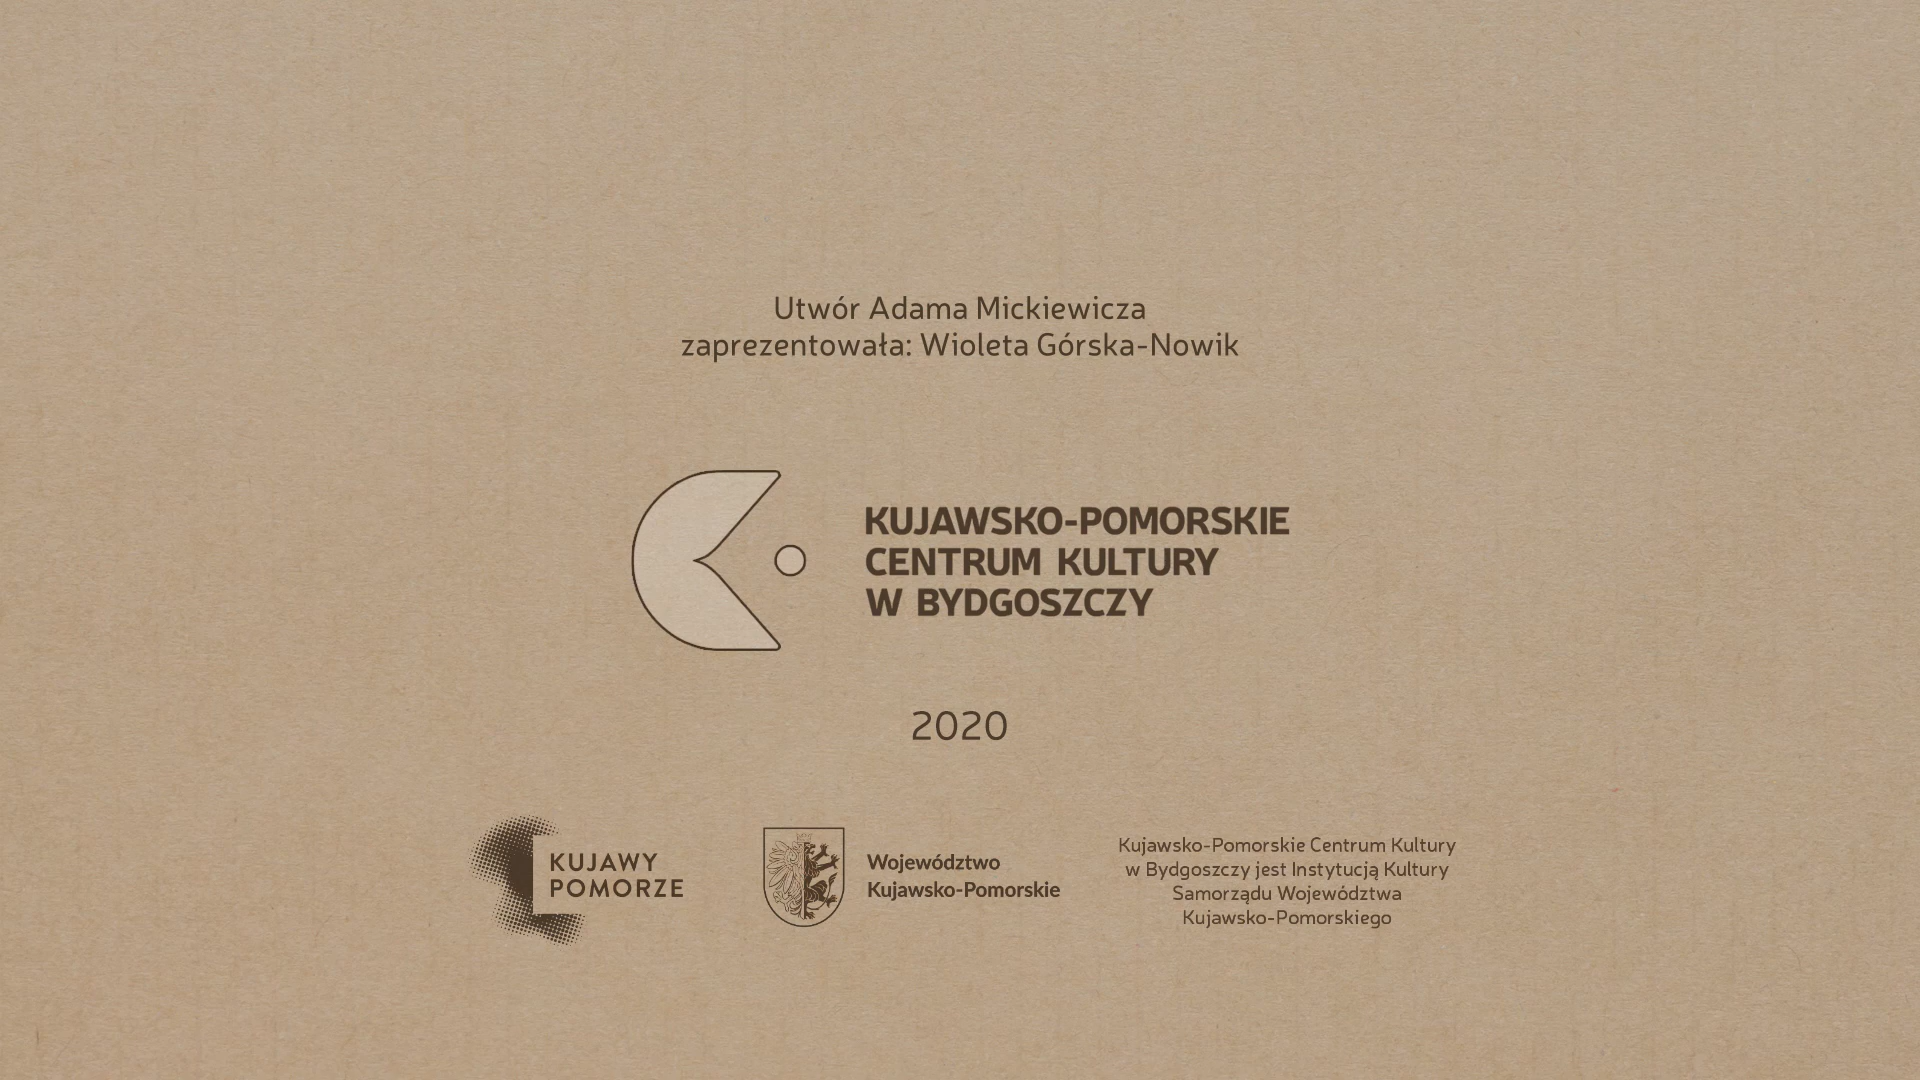 Utwór Adama Mickiewicza
zaprezentowała: Wioleta Górska-Nowik
KUJAWSKO-POMORSKIE
CENTRUM KULTURY
W BYDGOSZCZY
2020
KUJAWY
POMORZE
Województwo
Kujawsko-Pomorskie
Kujawsko-Pomorskie Centrum Kultury
w Bydgoszczy jest Instytucją Kultury
Samorządu Województwa
Kujawsko-Pomorskiego